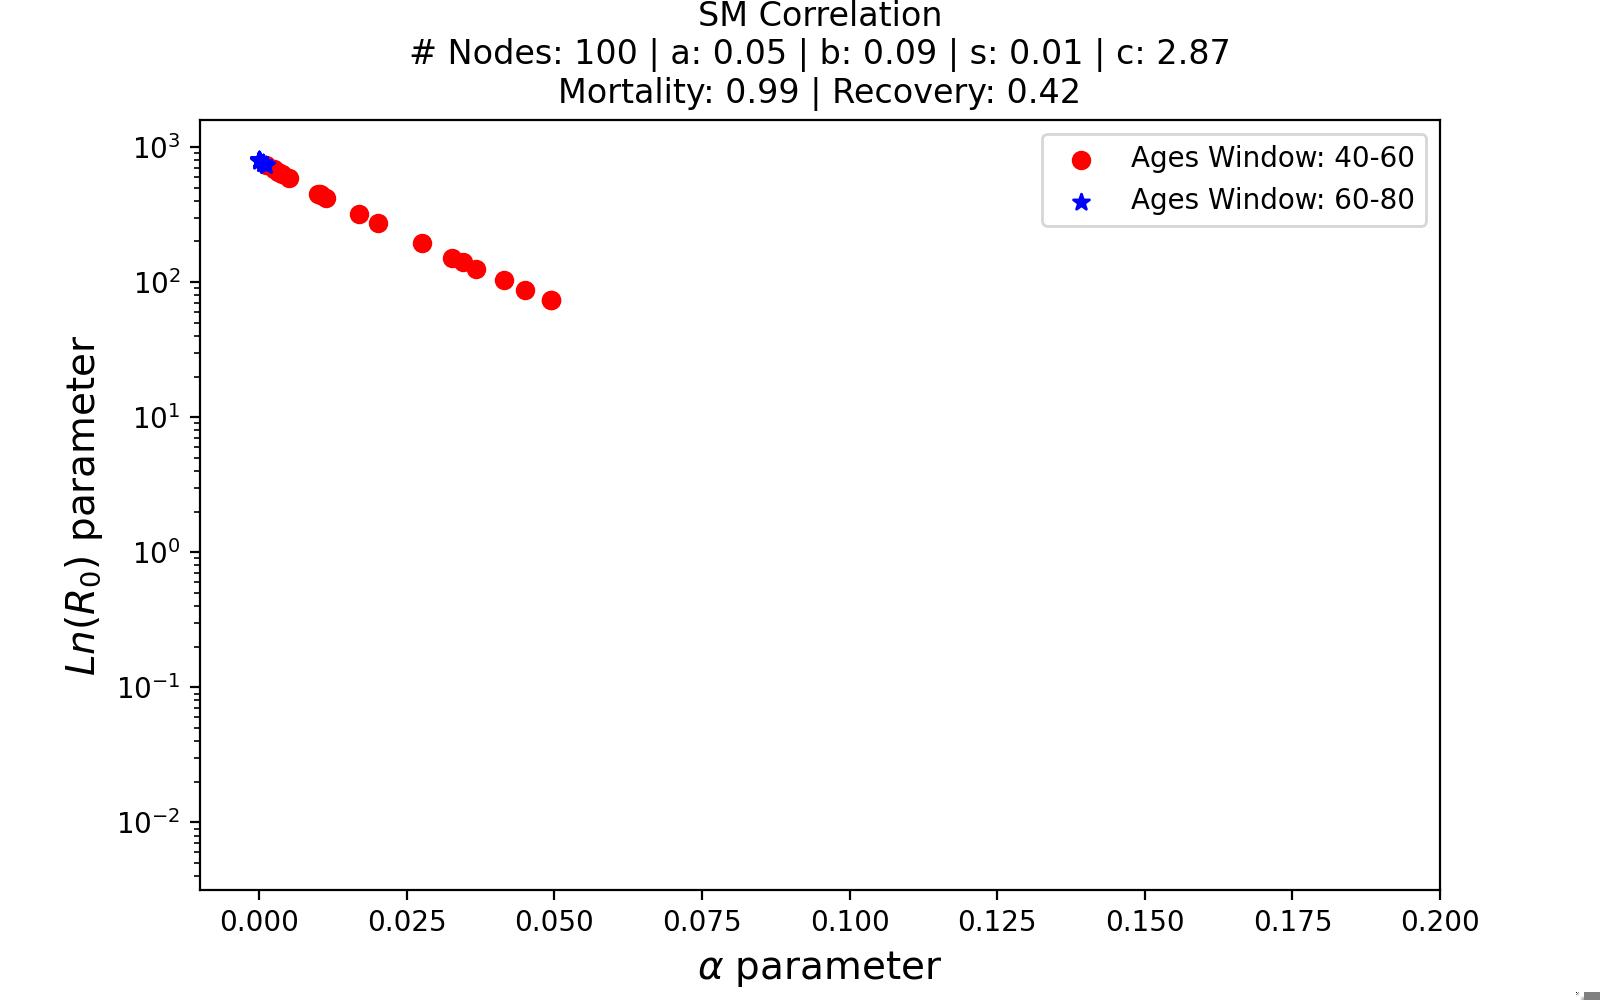 SM Correlation
# Nodes: 100 | a: 0.05 | b: 0.09 | s: 0.01 | c: 2.87
Mortality: 0.99 | Recovery: 0.42
Ages Window: 40-60
Ages Window: 60-80
Ln(R₀) parameter
10³
10²
10¹
10⁰
10⁻¹
10⁻²
0.000 0.025 0.050 0.075 0.100 0.125 0.150 0.175 0.200
α parameter